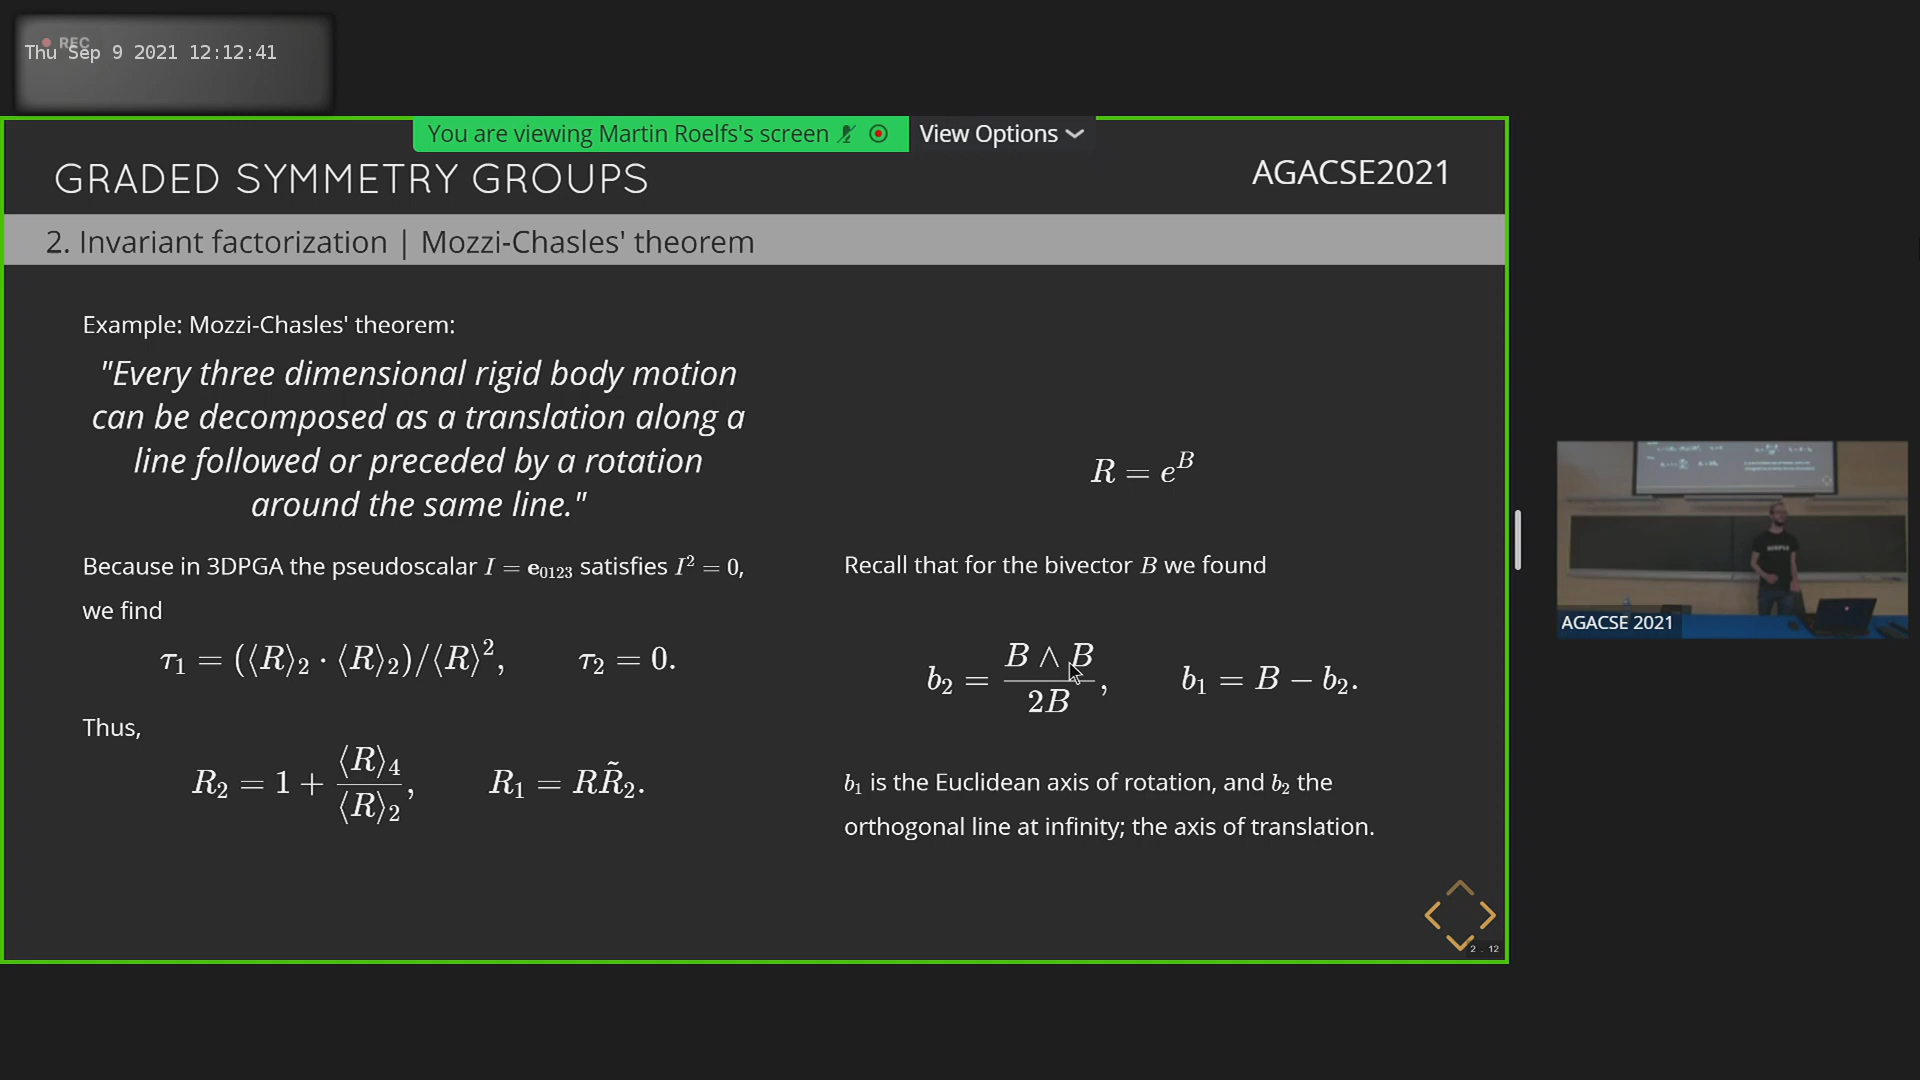 REC
Thu Sep 9 2021 12:12:41
You are viewing Martin Roelfs's screen
View Options
GRADED SYMMETRY GROUPS
AGACSE2021
2. Invariant factorization | Mozzi-Chasles' theorem
Example: Mozzi-Chasles' theorem:
"Every three dimensional rigid body motion
can be decomposed as a translation along a
line followed or preceded by a rotation
around the same line."
Because in 3DPGA the pseudoscalar I = e₀₁₂₃ satisfies I² = 0,
we find
τ₁ = (⟨R⟩₂ · ⟨R⟩₂)/⟨R⟩², τ₂ = 0.
Thus,
R₂ = 1 + ⟨R⟩₄/⟨R⟩₂, R₁ = RR̃₂.
R = e^B
Recall that for the bivector B we found
b₂ = B ∧ B/2B, b₁ = B − b₂.
b₁ is the Euclidean axis of rotation, and b₂ the
orthogonal line at infinity; the axis of translation.
2 . 12
AGACSE 2021